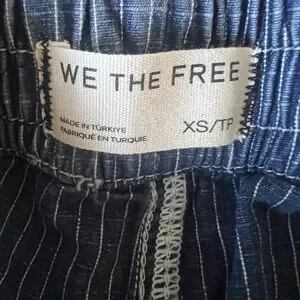 WE THE FREE
MADE IN TÜRKIYE
FABRIQUÉ EN TURQUIE
XS/TP